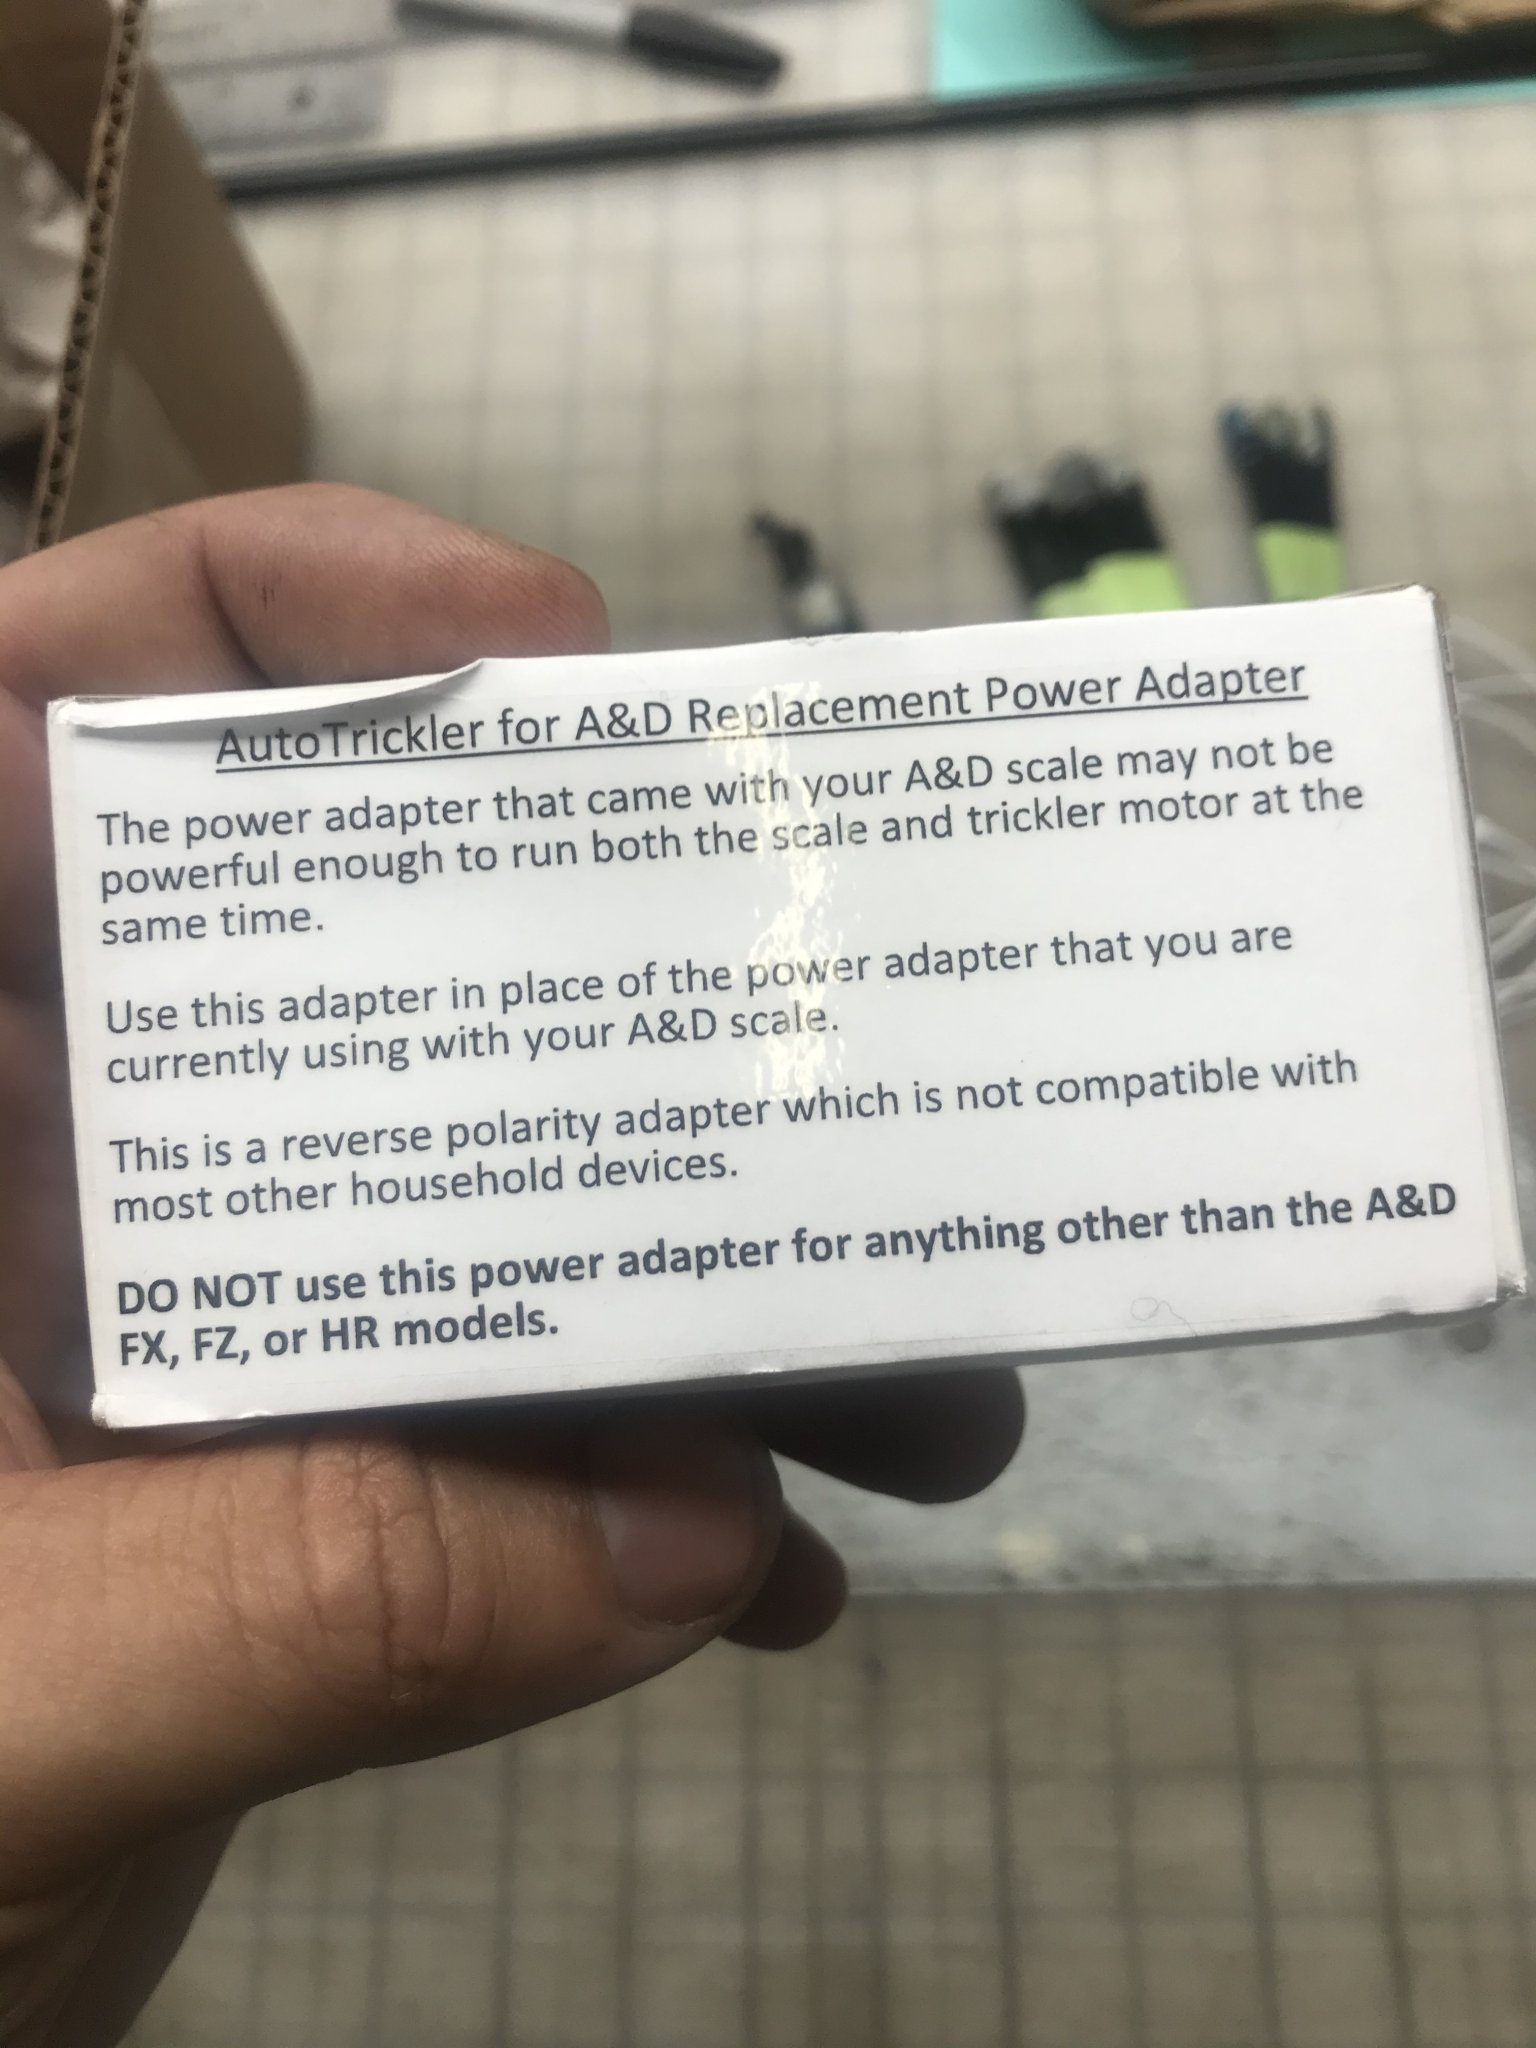 AutoTrickler for A&D Replacement Power Adapter
The power adapter that came with your A&D scale may not be
powerful enough to run both the scale and trickler motor at the
same time.
Use this adapter in place of the power adapter that you are
currently using with your A&D scale.
This is a reverse polarity adapter which is not compatible with
most other household devices.
DO NOT use this power adapter for anything other than the A&D
FX, FZ, or HR models.